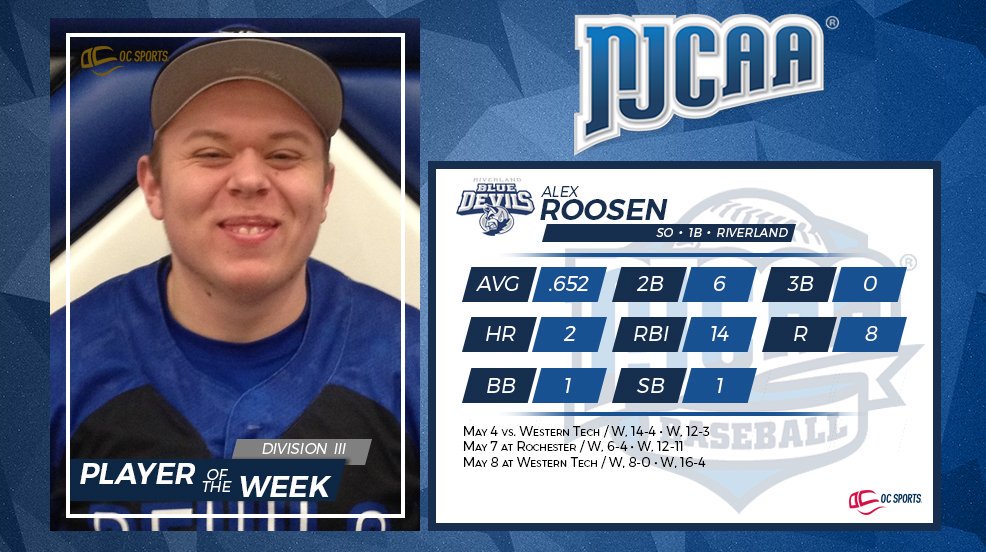 OC SPORTS
NJCAA®
RIVERLAND
BLUE
DEVILS
ALEX
ROOSEN
SO • 1B • RIVERLAND
AVG .652 2B 6 3B 0
HR 2 RBI 14 R 8
BB 1 SB 1
MAY 4 VS. WESTERN TECH / W, 14-4 • W, 12-3
MAY 7 AT ROCHESTER / W, 6-4 • W. 12-11
MAY 8 AT WESTERN TECH / W, 8-0 • W, 16-4
NJCAA®
BASEBALL
OC SPORTS
DIVISION III
PLAYER OF THE WEEK